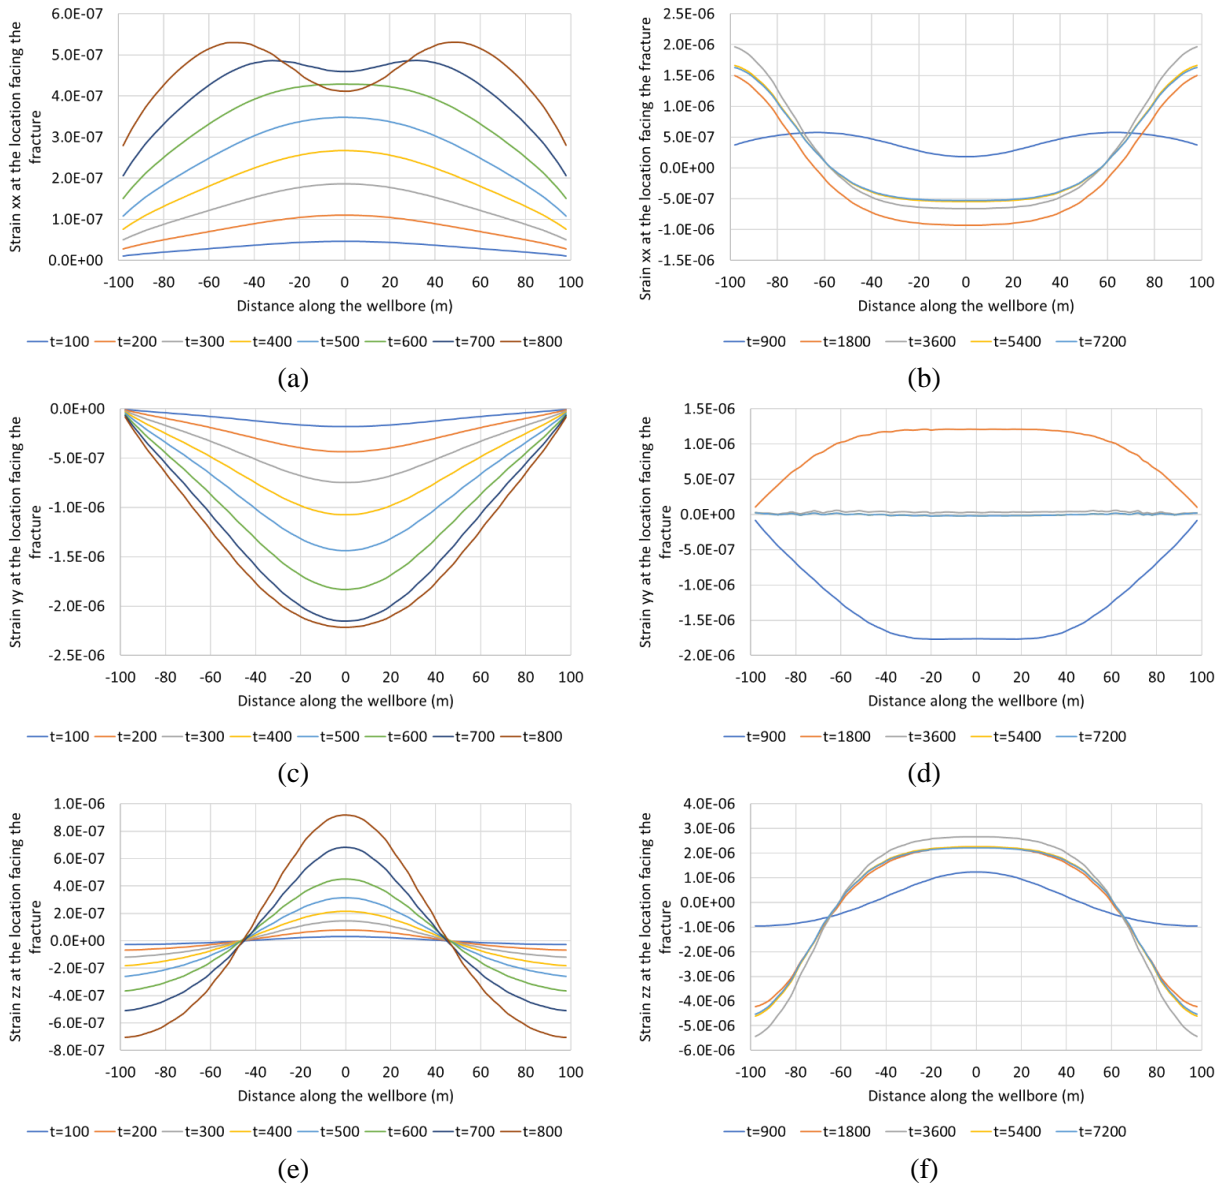 Strain xx at the location facing the
fracture
6.0E-07
5.0E-07
4.0E-07
3.0E-07
2.0E-07
1.0E-07
0.0E+00
-100 -80 -60 -40 -20 0 20 40 60 80 100
Distance along the wellbore (m)
t=100 t=200 t=300 t=400 t=500 t=600 t=700 t=800
(a)
Srain xx at the location facing the fracture
2.5E-06
2.0E-06
1.5E-06
1.0E-06
5.0E-07
0.0E+00
-5.0E-07
-1.0E-06
-1.5E-06
-100 -80 -60 -40 -20 0 20 40 60 80 100
Distance along the wellbore (m)
t=900 t=1800 t=3600 t=5400 t=7200
(b)
Strain yy at the location facing the
fracture
0.0E+00
-5.0E-07
-1.0E-06
-1.5E-06
-2.0E-06
-2.5E-06
-100 -80 -60 -40 -20 0 20 40 60 80 100
Distance along the wellbore (m)
t=100 t=200 t=300 t=400 t=500 t=600 t=700 t=800
(c)
Strain yy at the location facing the
fracture
1.5E-06
1.0E-06
5.0E-07
0.0E+00
-5.0E-07
-1.0E-06
-1.5E-06
-2.0E-06
-100 -80 -60 -40 -20 0 20 40 60 80 100
Distance along the wellbore (m)
t=900 t=1800 t=3600 t=5400 t=7200
(d)
Strain zz at the location facing the
fracture
1.0E-06
8.0E-07
6.0E-07
4.0E-07
2.0E-07
0.0E+00
-2.0E-07
-4.0E-07
-6.0E-07
-8.0E-07
-100 -80 -60 -40 -20 0 20 40 60 80 100
Distance along the wellbore (m)
t=100 t=200 t=300 t=400 t=500 t=600 t=700 t=800
(e)
Strain zz at the location facing the
fracture
4.0E-06
3.0E-06
2.0E-06
1.0E-06
0.0E+00
-1.0E-06
-2.0E-06
-3.0E-06
-4.0E-06
-5.0E-06
-6.0E-06
-100 -80 -60 -40 -20 0 20 40 60 80 100
Distance along the wellbore (m)
t=900 t=1800 t=3600 t=5400 t=7200
(f)